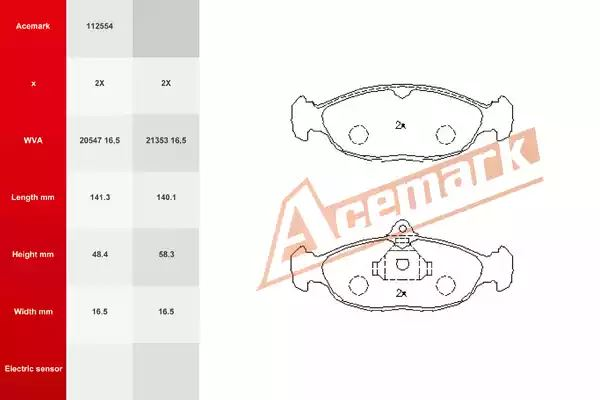 Acemark 112554
x 2X 2X
WVA 20547 16,5 21353 16,5
Length mm 141.3 140.1
Height mm 48.4 58.3
Width mm 16.5 16.5
Electric sensor
2x
Acemark
2x